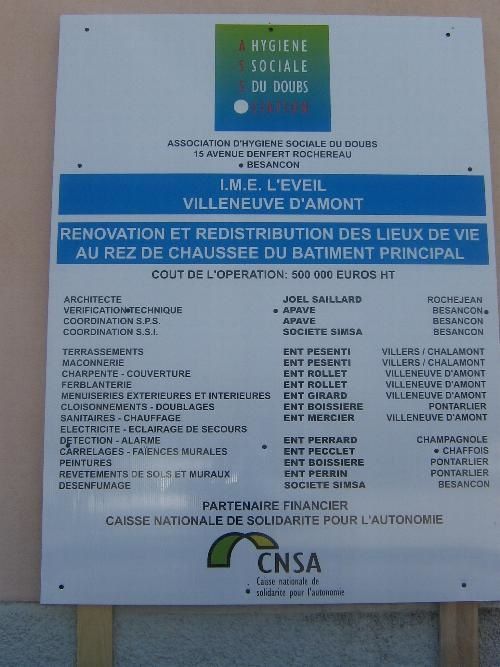 A HYGIENE
S SOCIALE
S DU DOUBS
OCIATION
ASSOCIATION D'HYGIENE SOCIALE DU DOUBS
15 AVENUE DENFERT ROCHEREAU
BESANCON
I.M.E. L'EVEIL
VILLENEUVE D'AMONT
RENOVATION ET REDISTRIBUTION DES LIEUX DE VIE
AU REZ DE CHAUSSEE DU BATIMENT PRINCIPAL
COUT DE L'OPERATION: 500 000 EUROS HT
ARCHITECTE JOEL SAILLARD ROCHEJEAN
VERIFICATION TECHNIQUE APAVE BESANCON
COORDINATION S.P.S. APAVE BESANCON
COORDINATION S.S.I. SOCIETE SIMSA BESANCON
TERRASSEMENTS ENT PESENTI VILLERS / CHALAMONT
MACONNERIE ENT PESENTI VILLERS / CHALAMONT
CHARPENTE - COUVERTURE ENT ROLLET VILLENEUVE D'AMONT
FERBLANTERIE ENT ROLLET VILLENEUVE D'AMONT
MENUISERIES EXTERIEURES ET INTERIEURES ENT GIRARD VILLENEUVE D'AMONT
CLOISONNEMENTS - DOUBLAGES ENT BOISSIERE PONTARLIER
SANITAIRES - CHAUFFAGE ENT MERCIER VILLENEUVE D'AMONT
ELECTRICITE - ECLAIRAGE DE SECOURS
DETECTION - ALARME ENT PERRARD CHAMPAGNOLE
CARRELAGES - FAÏENCES MURALES ENT PECCLET CHAFFOIS
PEINTURES ENT BOISSIERE PONTARLIER
REVETEMENTS DE SOLS ET MURAUX ENT PERRIN PONTARLIER
DESENFUMAGE SOCIETE SIMSA BESANCON
PARTENAIRE FINANCIER
CAISSE NATIONALE DE SOLIDARITE POUR L'AUTONOMIE
CNSA
Caisse nationale de
solidarité pour l'autonomie